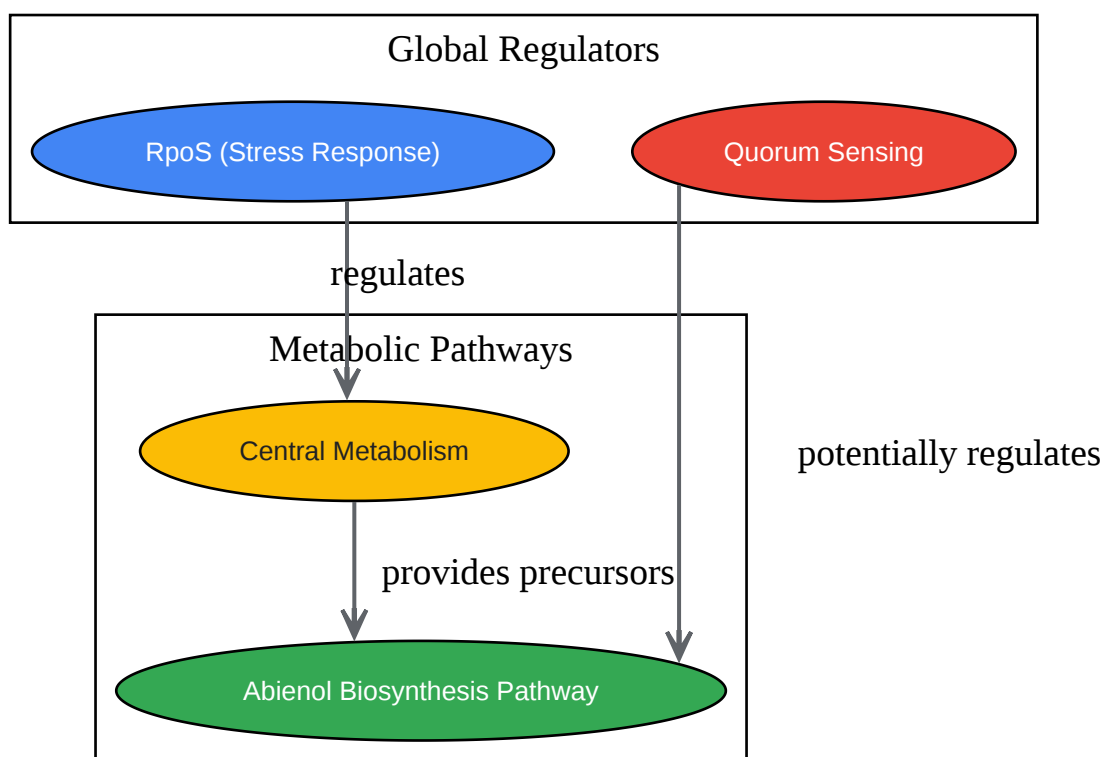 Global Regulators
RpoS (Stress Response)
Quorum Sensing
regulates
Metabolic Pathways
Central Metabolism
potentially regulates
provides precursors
Abienol Biosynthesis Pathway